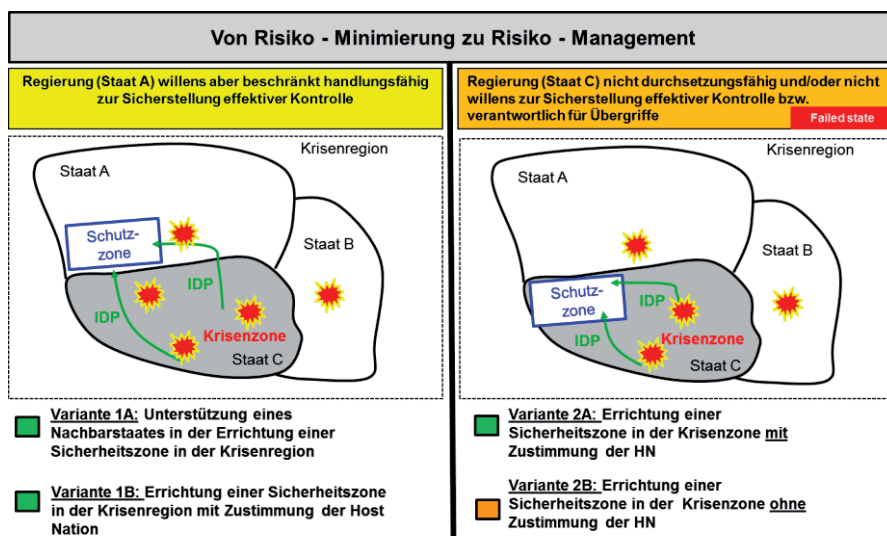 Von Risiko - Minimierung zu Risiko - Management
Regierung (Staat A) willens aber beschränkt handlungsfähig
zur Sicherstellung effektiver Kontrolle
Krisenregion
Staat A
Schutz-
zone
Staat B
IDP
IDP
Krisenzone
Staat C
Variante 1A: Unterstützung eines
Nachbarstaates in der Errichtung einer
Sicherheitszone in der Krisenregion
Variante 1B: Errichtung einer Sicherheitszone
in der Krisenregion mit Zustimmung der Host
Nation
Regierung (Staat C) nicht durchsetzungsfähig und/oder nicht
willens zur Sicherstellung effektiver Kontrolle bzw.
verantwortlich für Übergriffe
Failed state
Krisenregion
Staat A
Staat B
Schutz-
zone
IDP
IDP
Krisenzone
Staat C
Variante 2A: Errichtung einer
Sicherheitszone in der Krisenzone mit
Zustimmung der HN
Variante 2B: Errichtung einer
Sicherheitszone in der Krisenzone ohne
Zustimmung der HN